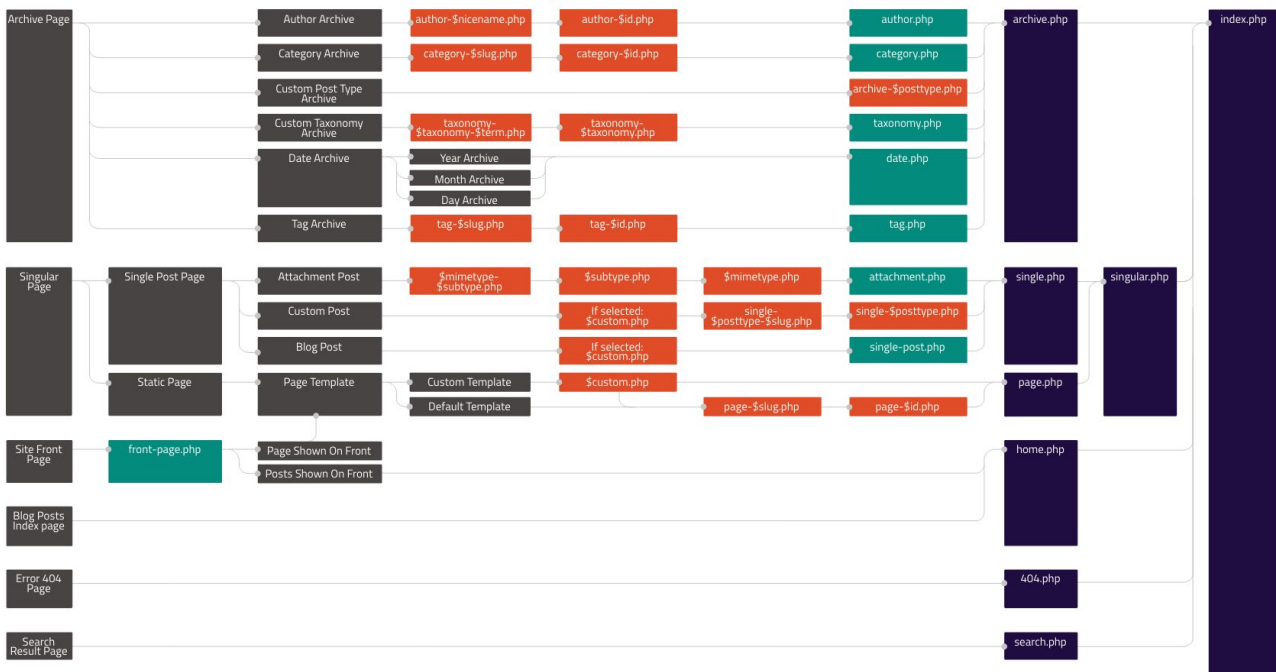 Archive Page
Author Archive
author-$nicename.php
author-$id.php
author.php
archive.php
index.php
Category Archive
category-$slug.php
category-$id.php
category.php
Custom Post Type
Archive
archive-$posttype.php
Custom Taxonomy
Archive
taxonomy-
$taxonomy-$term.php
taxonomy-
$taxonomy.php
taxonomy.php
Date Archive
Year Archive
Month Archive
Day Archive
date.php
Tag Archive
tag-$slug.php
tag-$id.php
tag.php
Singular
Page
Single Post Page
Attachment Post
$mimetype-
$subtype.php
$subtype.php
$mimetype.php
attachment.php
single.php
singular.php
Custom Post
If selected:
$custom.php
single-
$posttype-$slug.php
single-$posttype.php
Blog Post
If selected:
$custom.php
single-post.php
Static Page
Page Template
Custom Template
$custom.php
page.php
Default Template
page-$slug.php
page-$id.php
Site Front
Page
front-page.php
Page Shown On Front
Posts Shown On Front
home.php
Blog Posts
Index page
Error 404
Page
404.php
Search
Result Page
search.php